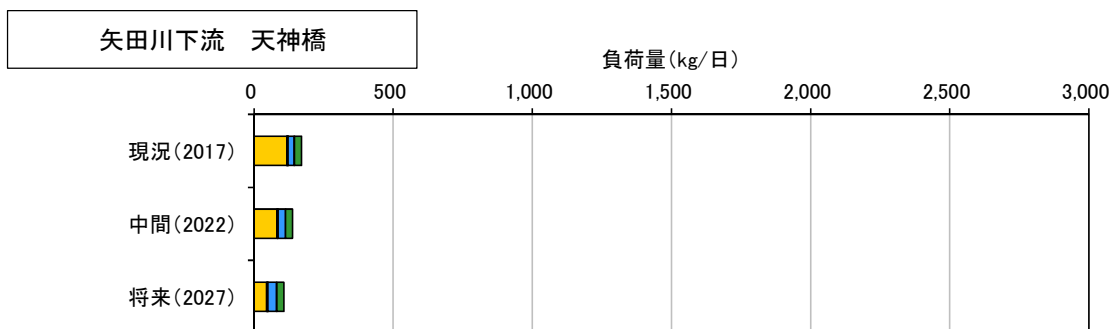 矢田川下流　天神橋
負荷量(kg/日)
0 500 1,000 1,500 2,000 2,500 3,000
現況(2017)
中間(2022)
将来(2027)